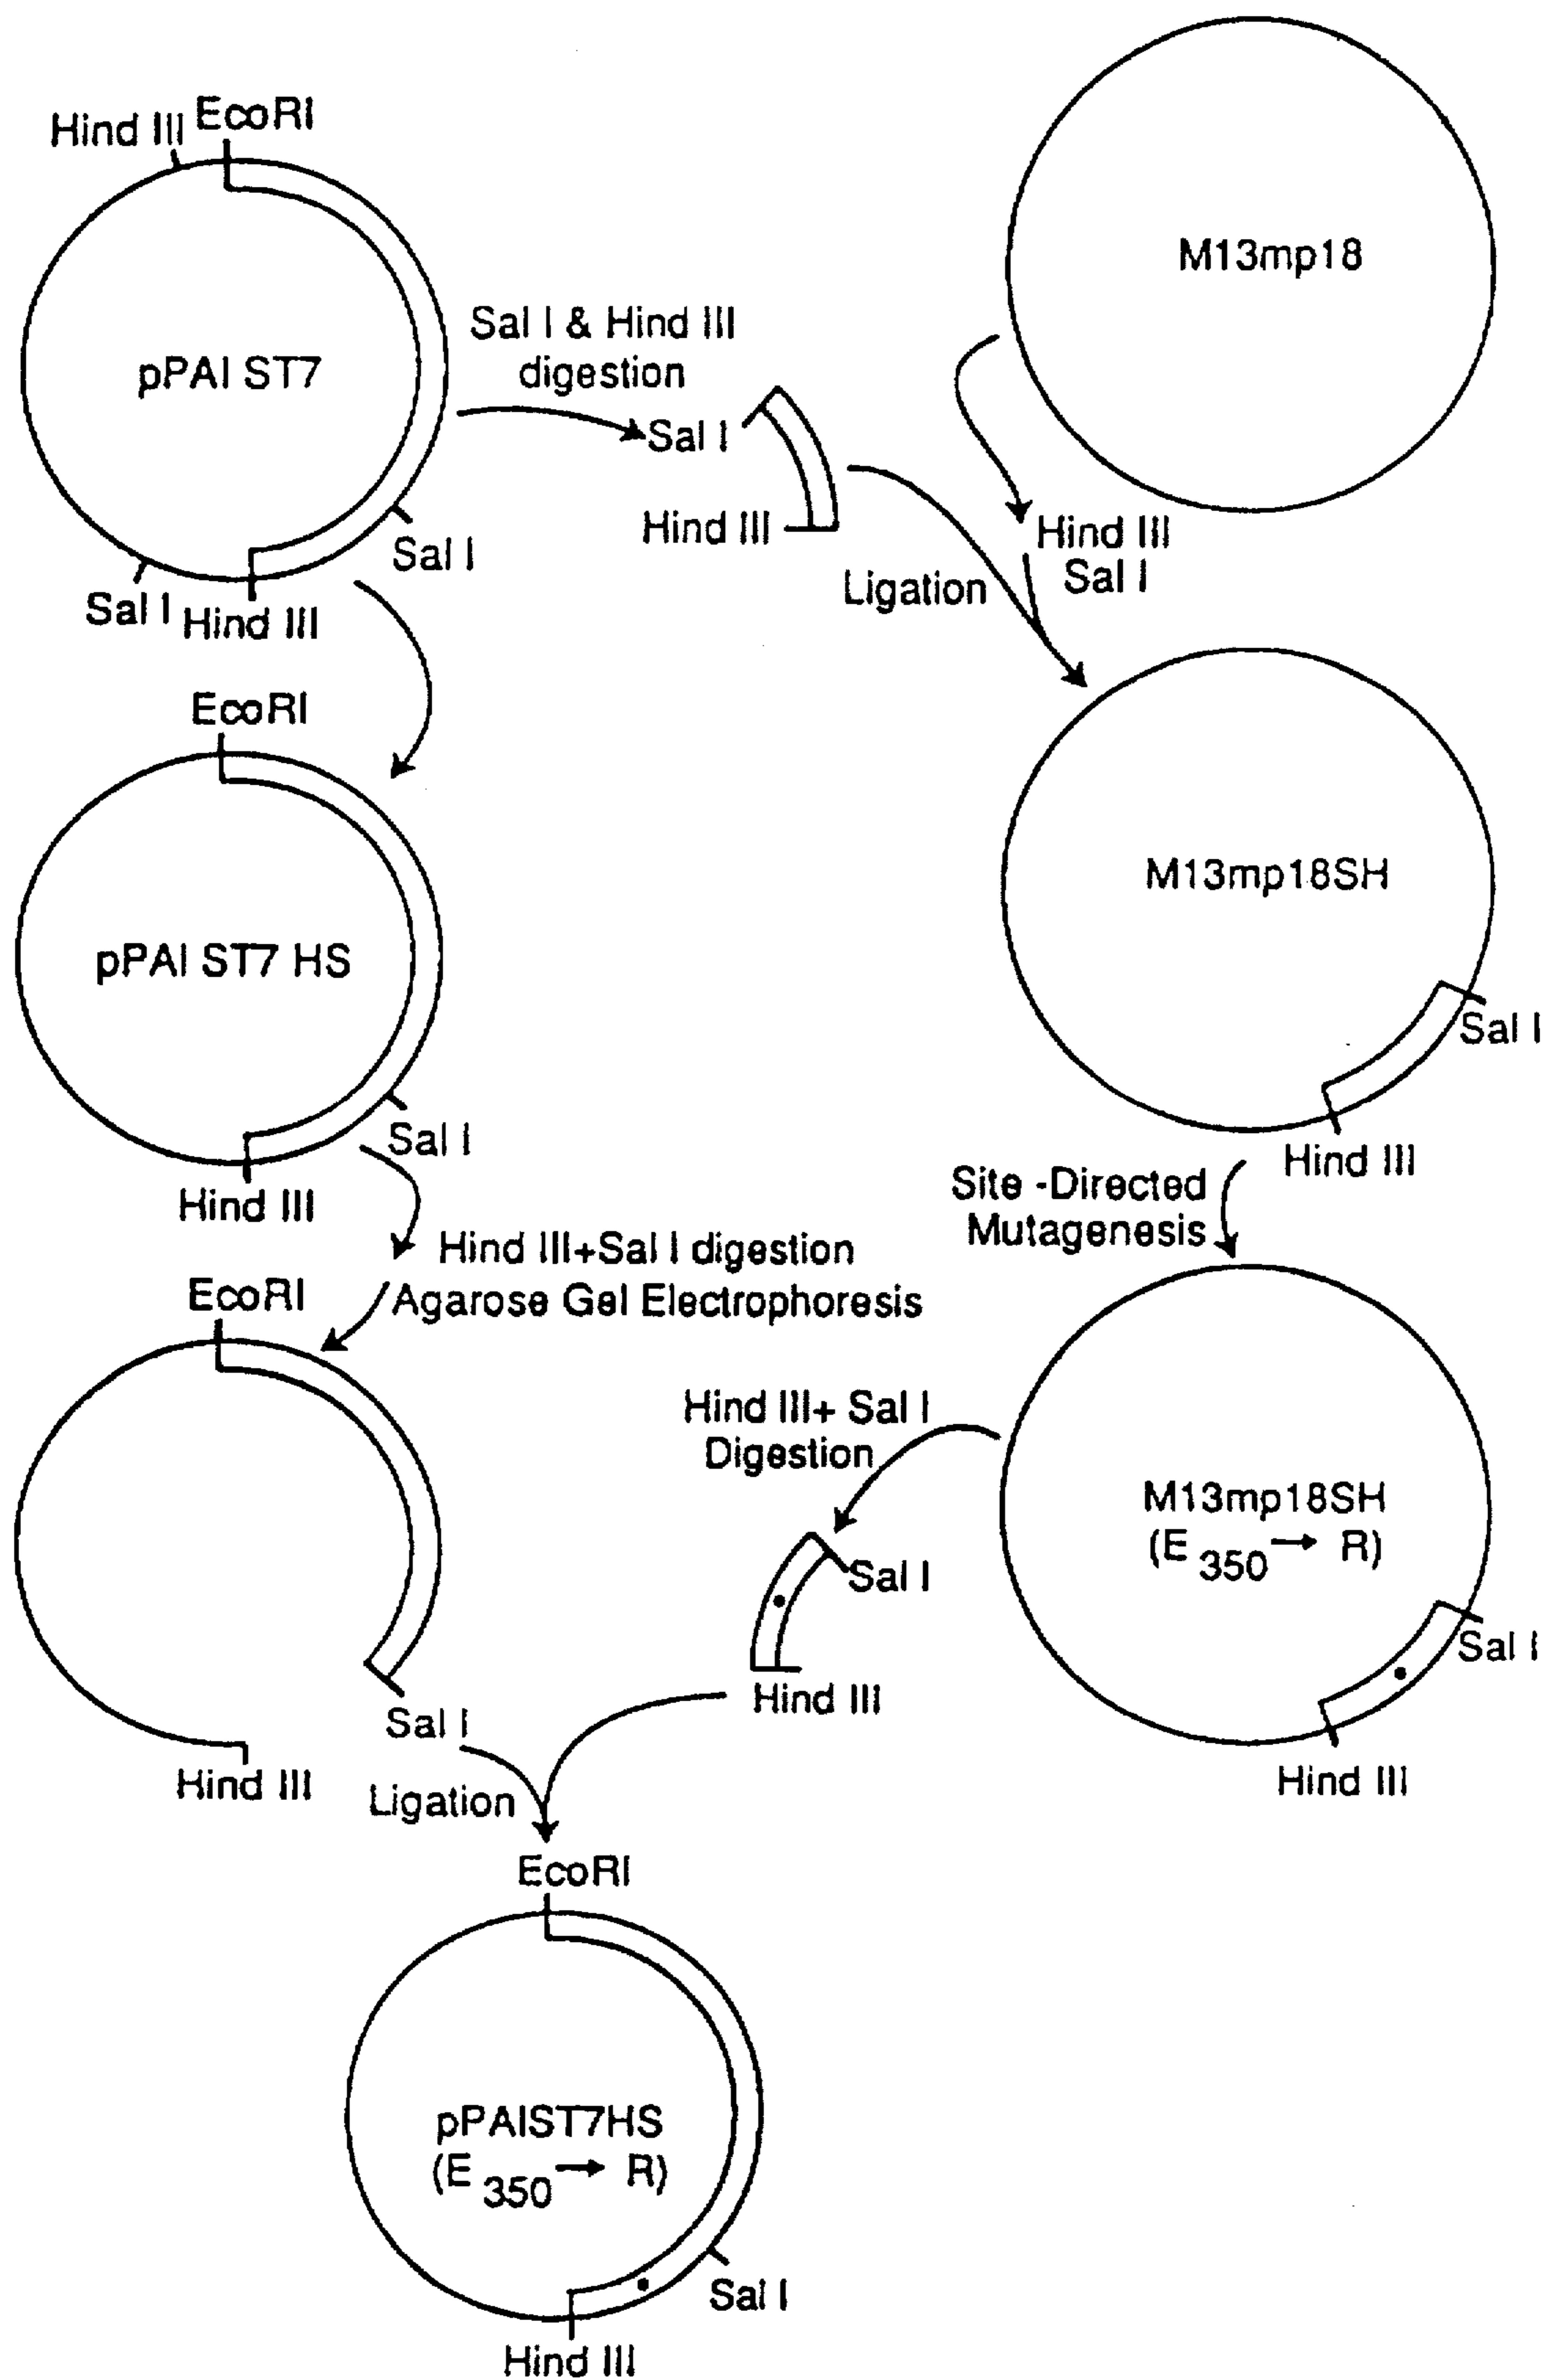 Hind III
EcoRI
pPAI ST7
Sal I
Hind III
Sal I
Sal I & Hind III
digestion
Sal I
Hind III
M13mp18
Hind III
Sal I
Ligation
EcoRI
pPAI ST7 HS
Sal I
Hind III
M13mp18SH
Sal I
Hind III
Site -Directed
Mutagenesis
Hind III+Sal I digestion
Agarose Gel Electrophoresis
EcoRI
Sal I
Hind III
Hind III+ Sal I
Digestion
Sal I
Hind III
M13mp18SH
(E 350 → R)
Sal I
Hind III
Ligation
EcoRI
pPAIST7HS
(E 350 → R)
Sal I
Hind III